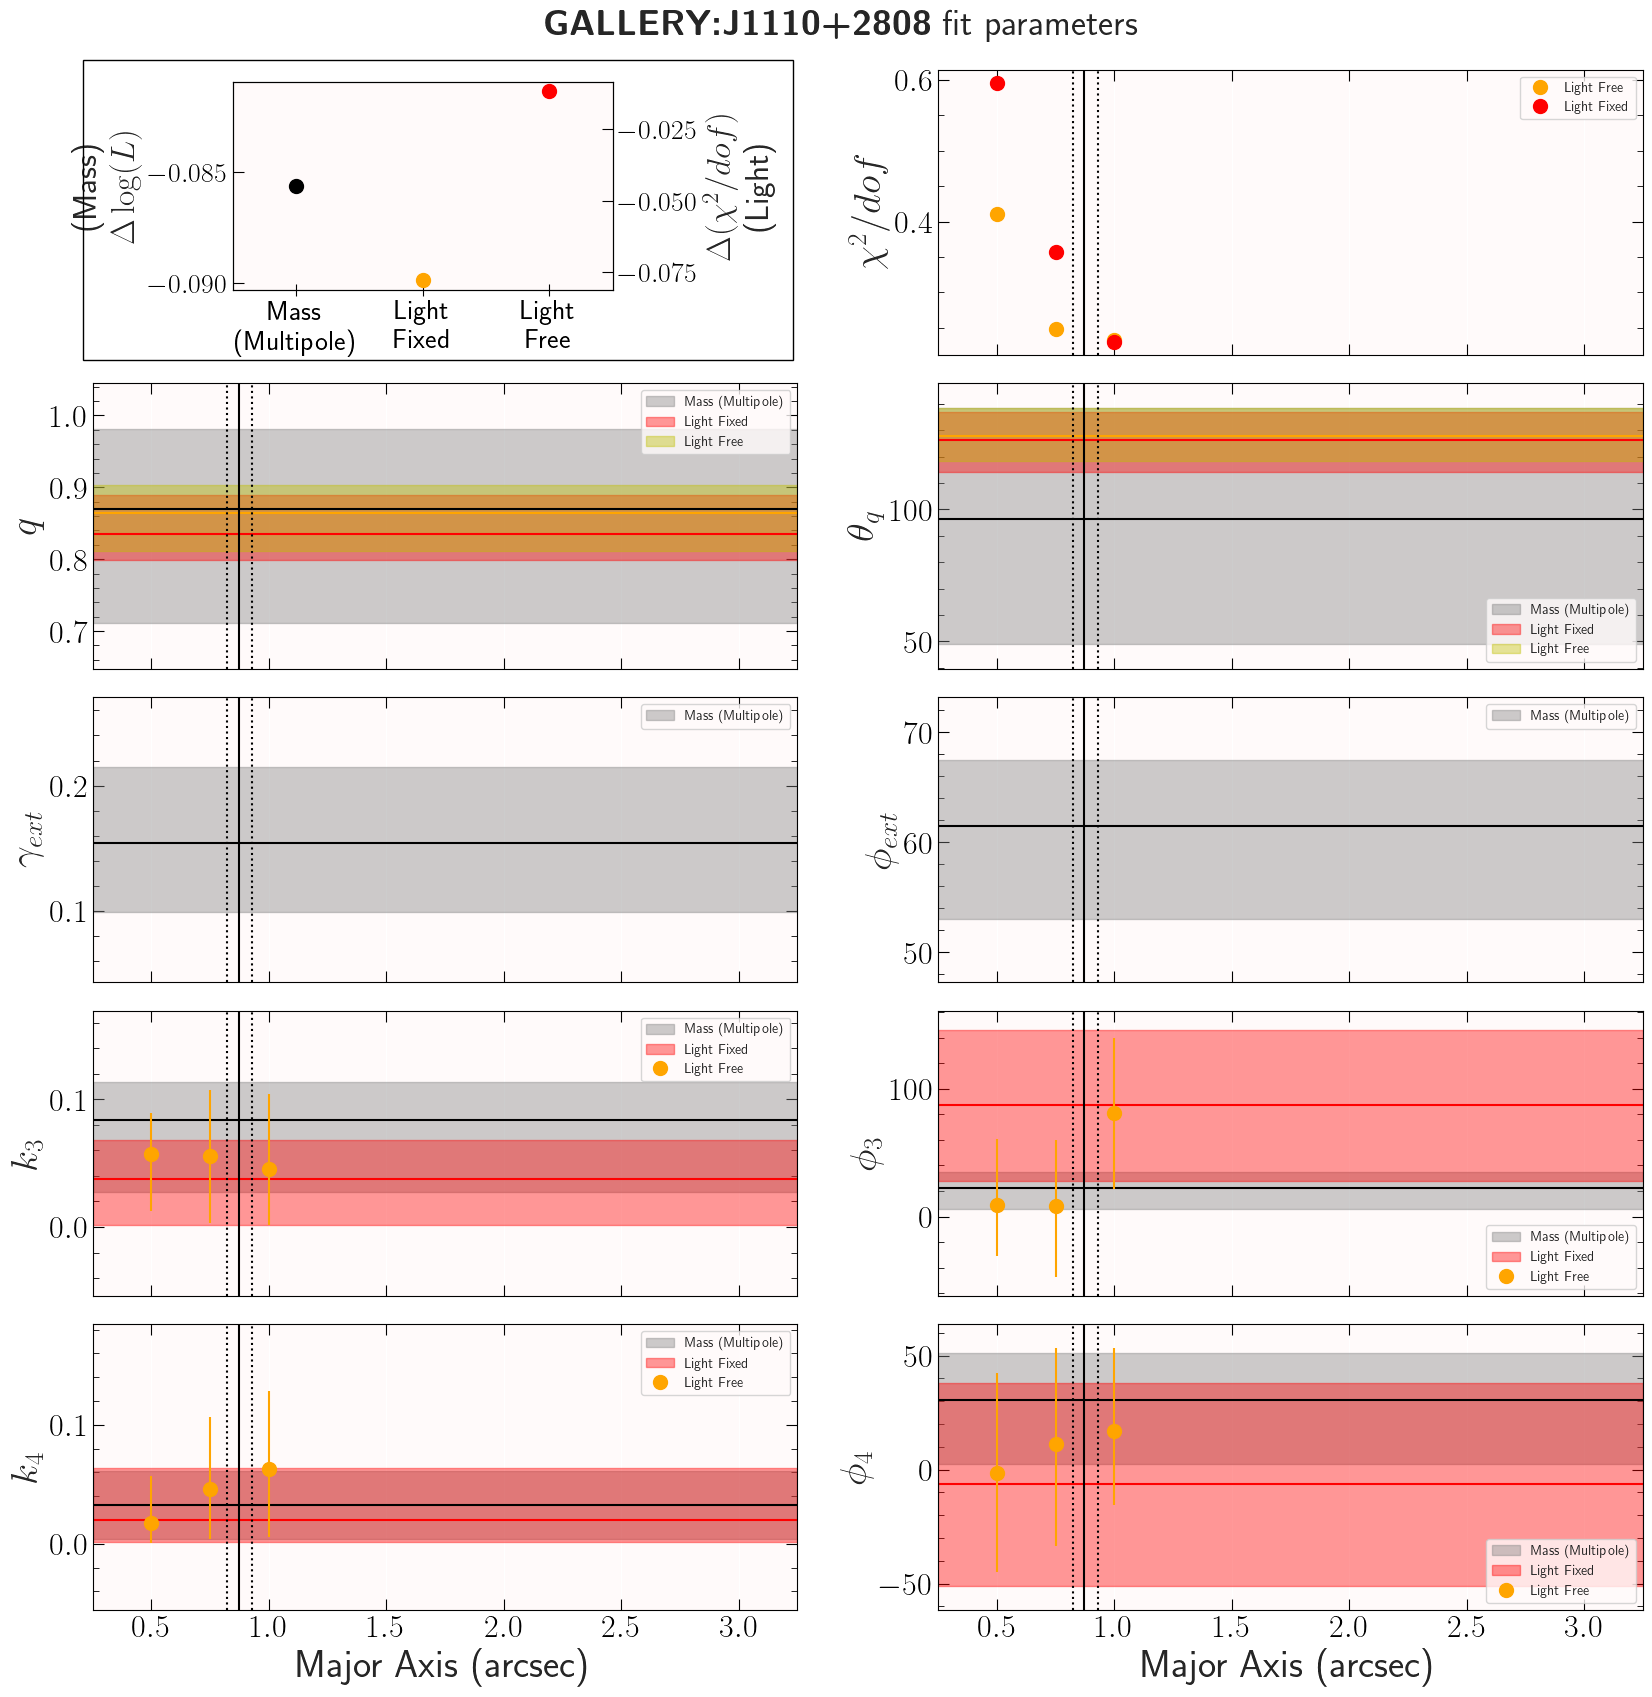 GALLERY:J1110+2808 fit parameters
(Mass)
Δ log(L)
−0.085
−0.090
−0.025
−0.050
−0.075
Δ(χ²/dof)
(Light)
Mass
(Multipole)
Light
Fixed
Light
Free
χ²/dof
0.6
0.4
Light Free
Light Fixed
q
1.0
0.9
0.8
0.7
Mass (Multipole)
Light Fixed
Light Free
θ_q
100
50
Mass (Multipole)
Light Fixed
Light Free
γ_ext
0.2
0.1
Mass (Multipole)
ϕ_ext
70
60
50
Mass (Multipole)
k₃
0.1
0.0
Mass (Multipole)
Light Fixed
Light Free
ϕ₃
100
0
Mass (Multipole)
Light Fixed
Light Free
k₄
0.1
0.0
Mass (Multipole)
Light Fixed
Light Free
0.5 1.0 1.5 2.0 2.5 3.0
Major Axis (arcsec)
ϕ₄
50
0
−50
Mass (Multipole)
Light Fixed
Light Free
0.5 1.0 1.5 2.0 2.5 3.0
Major Axis (arcsec)